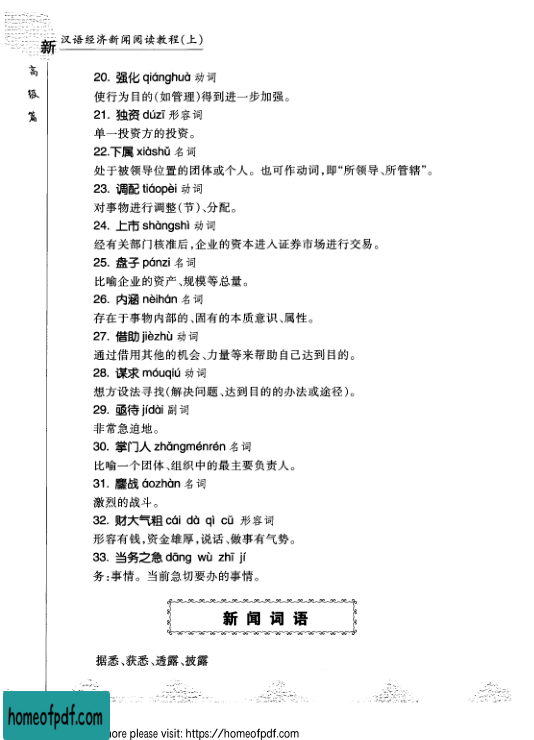 新 汉语经济新闻阅读教程(上)
高级篇
20. 强化 qiánghuà 动词
使行为目的(如管理)得到进一步加强。
21. 独资 dúzī 形容词
单一投资方的投资。
22.下属 xiàshǔ 名词
处于被领导位置的团体或个人。也可作动词,即“所领导、所管辖”。
23. 调配 tiáopèi 动词
对事物进行调整(节)、分配。
24. 上市 shàngshì 动词
经有关部门核准后,企业的资本进入证券市场进行交易。
25. 盘子 pánzi 名词
比喻企业的资产、规模等总量。
26. 内涵 nèihán 名词
存在于事物内部的、固有的本质意识、属性。
27. 借助 jièzhù 动词
通过借用其他的机会、力量等来帮助自己达到目的。
28. 谋求 móuqiú 动词
想方设法寻找(解决问题、达到目的的办法或途径)。
29. 亟待 jídài 副词
非常急迫地。
30. 掌门人 zhǎngménrén 名词
比喻一个团体、组织中的最主要负责人。
31. 鏖战 áozhàn 名词
激烈的战斗。
32. 财大气粗 cái dà qì cū 形容词
形容有钱,资金雄厚,说话、做事有气势。
33. 当务之急 dāng wù zhī jí
务:事情。当前急切要办的事情。
新闻词语
据悉、获悉、透露、披露
homeofpdf.com
more please visit: https://homeofpdf.com